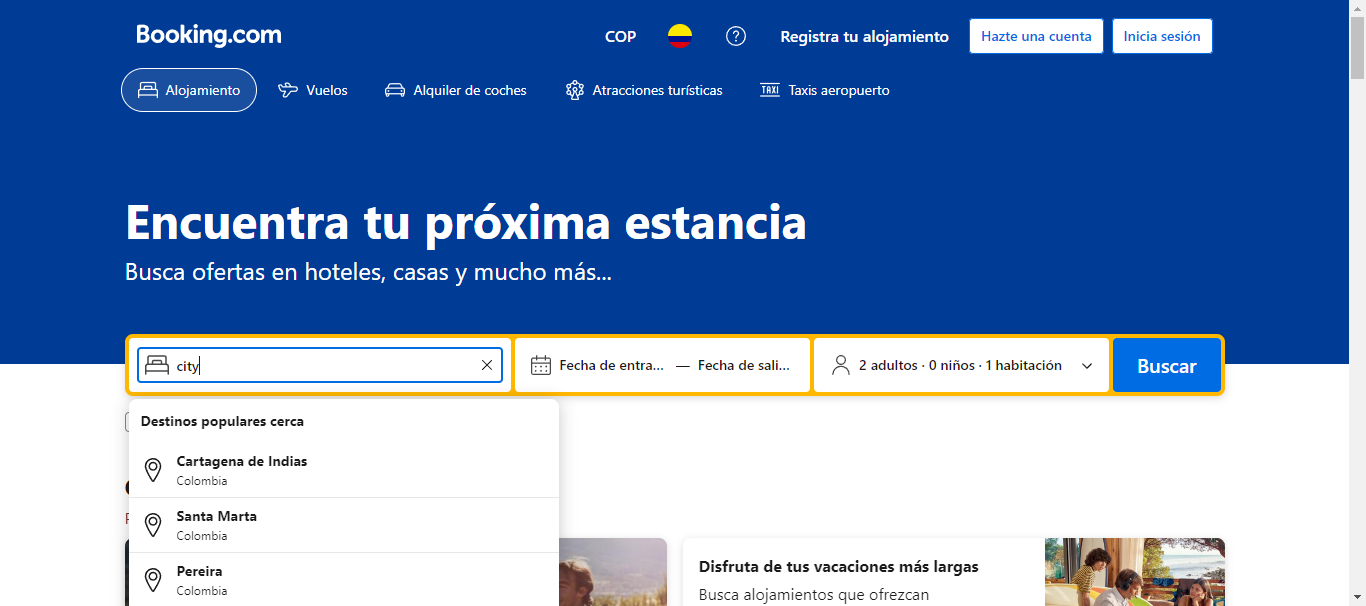 Booking.com
COP
Registra tu alojamiento
Hazte una cuenta
Inicia sesión
Alojamiento
Vuelos
Alquiler de coches
Atracciones turísticas
TAXI
Taxis aeropuerto
Encuentra tu próxima estancia
Busca ofertas en hoteles, casas y mucho más...
city
Fecha de entra... — Fecha de sali...
2 adultos · 0 niños · 1 habitación
Buscar
Destinos populares cerca
Cartagena de Indias
Colombia
Santa Marta
Colombia
Pereira
Colombia
Disfruta de tus vacaciones más largas
Busca alojamientos que ofrezcan